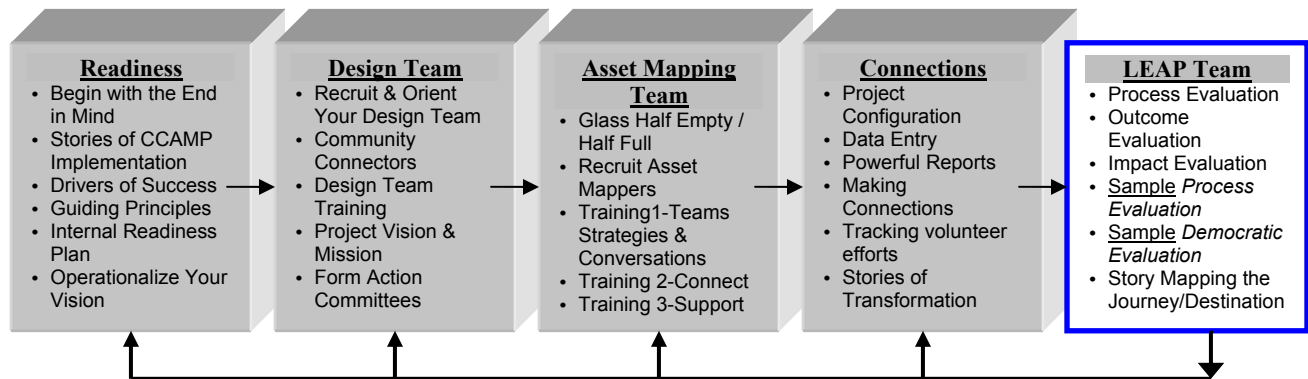 Readiness
• Begin with the End
in Mind
• Stories of CCAMP
Implementation
• Drivers of Success
• Guiding Principles
• Internal Readiness
Plan
• Operationalize Your
Vision
Design Team
• Recruit & Orient
Your Design Team
• Community
Connectors
• Design Team
Training
• Project Vision &
Mission
• Form Action
Committees
Asset Mapping
Team
• Glass Half Empty /
Half Full
• Recruit Asset
Mappers
• Training1-Teams
Strategies &
Conversations
• Training 2-Connect
• Training 3-Support
Connections
• Project
Configuration
• Data Entry
• Powerful Reports
• Making
Connections
• Tracking volunteer
efforts
• Stories of
Transformation
LEAP Team
• Process Evaluation
• Outcome
Evaluation
• Impact Evaluation
• Sample Process
Evaluation
• Sample Democratic
Evaluation
• Story Mapping the
Journey/Destination